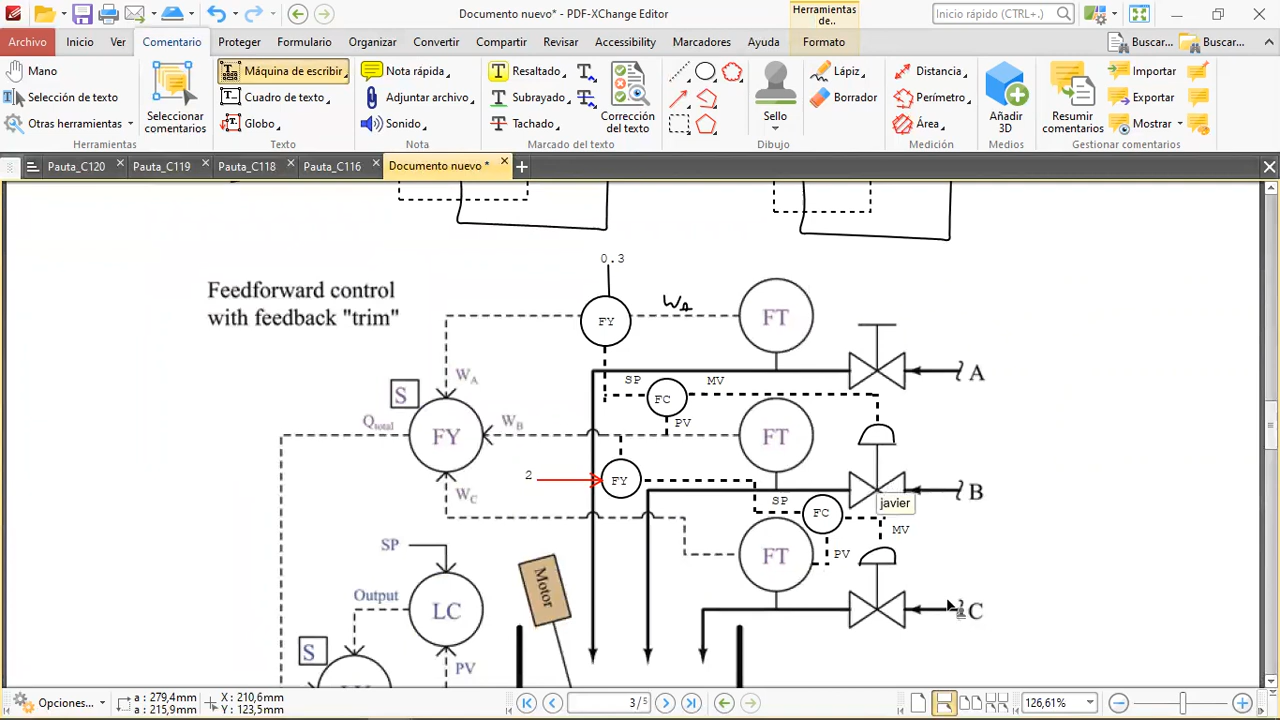 Documento nuevo * - PDF-XChange Editor
Herramientas de..
Inicio rápido (CTRL+.)
Archivo Inicio Ver Comentario Proteger Formulario Organizar Convertir Compartir Revisar Accessibility Marcadores Ayuda Formato Buscar... Buscar...
Mano
Selección de texto
Otras herramientas
Herramientas
Seleccionar comentarios
Máquina de escribir
Cuadro de texto
Globo
Texto
Nota rápida
Adjuntar archivo
Sonido
Nota
Resaltado
Subrayado
Tachado
Corrección del texto
Marcado del texto
Sello
Lápiz
Borrador
Dibujo
Distancia
Perímetro
Área
Medición
Añadir 3D
Medios
Resumir comentarios
Importar
Exportar
Mostrar
Gestionar comentarios
Pauta_C120 Pauta_C119 Pauta_C118 Pauta_C116 Documento nuevo *
0.3
Feedforward control
with feedback "trim"
FY
WA
FT
A
WA
SP
MV
FC
PV
S
Qtotal
FY
WB
FT
2
FY
B
javier
SP
FC
MV
WC
PV
FT
SP
Motor
Output
LC
C
S
PV
Opciones...
a : 279,4mm
a : 215,9mm
X : 210,6mm
Y : 123,5mm
3 / 5
126,61%